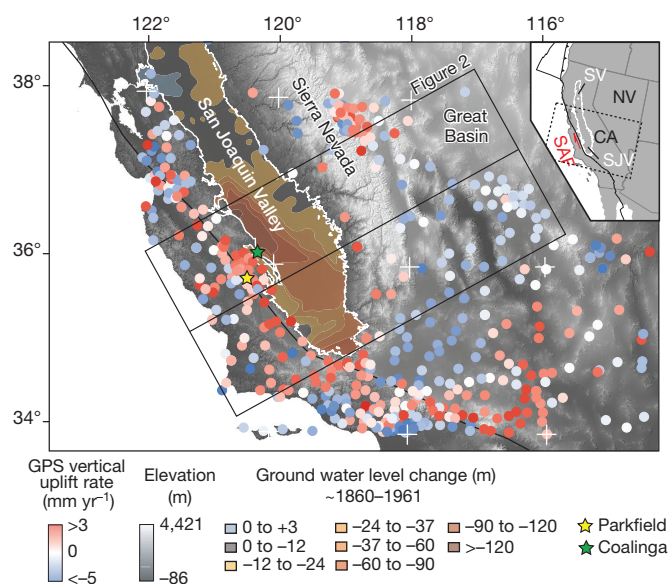 122° 120° 118° 116°
38°
36°
34°
San Joaquin Valley
Sierra Nevada
Figure 2
Great
Basin
SV
NV
CA
SAF
SJV
GPS vertical
uplift rate
(mm yr⁻¹)
>3
0
<–5
Elevation
(m)
4,421
–86
Ground water level change (m)
~1860–1961
0 to +3
0 to –12
–12 to –24
–24 to –37
–37 to –60
–60 to –90
–90 to –120
>–120
Parkfield
Coalinga